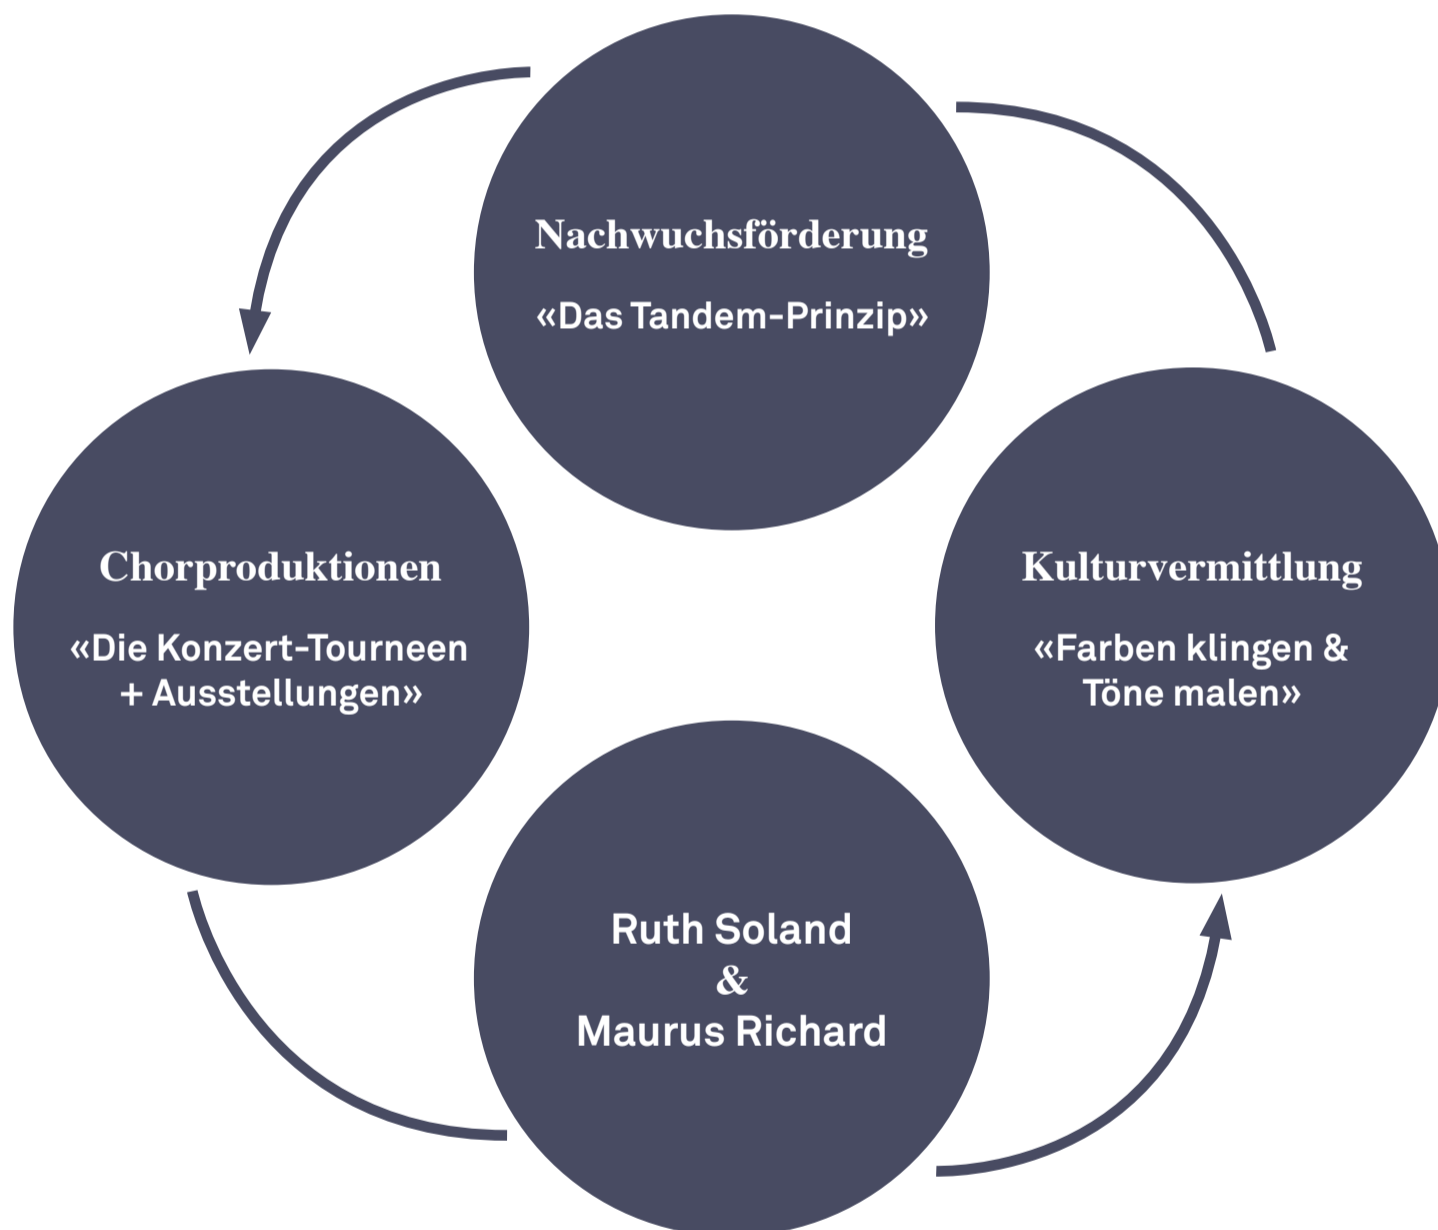 Nachwuchsförderung
«Das Tandem-Prinzip»
Chorproduktionen
«Die Konzert-Tourneen
+ Ausstellungen»
Kulturvermittlung
«Farben klingen &
Töne malen»
Ruth Soland
&
Maurus Richard